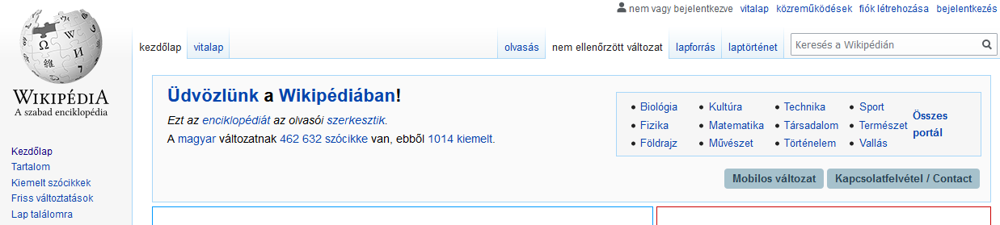 nem vagy bejelentkezve vitalap közreműködések fiók létrehozása bejelentkezés
kezdőlap vitalap olvasás nem ellenőrzött változat lapforrás laptörténet Keresés a Wikipédián
Ω W И 維
WIKIPÉDIA
A szabad enciklopédia
Kezdőlap
Tartalom
Kiemelt szócikkek
Friss változtatások
Lap találomra
Üdvözlünk a Wikipédiában!
Ezt az enciklopédiát az olvasói szerkesztik.
A magyar változatnak 462 632 szócikke van, ebből 1014 kiemelt.
• Biológia • Kultúra • Technika • Sport
• Fizika • Matematika • Társadalom • Természet
• Földrajz • Művészet • Történelem • Vallás
Összes
portál
Mobilos változat Kapcsolatfelvétel / Contact